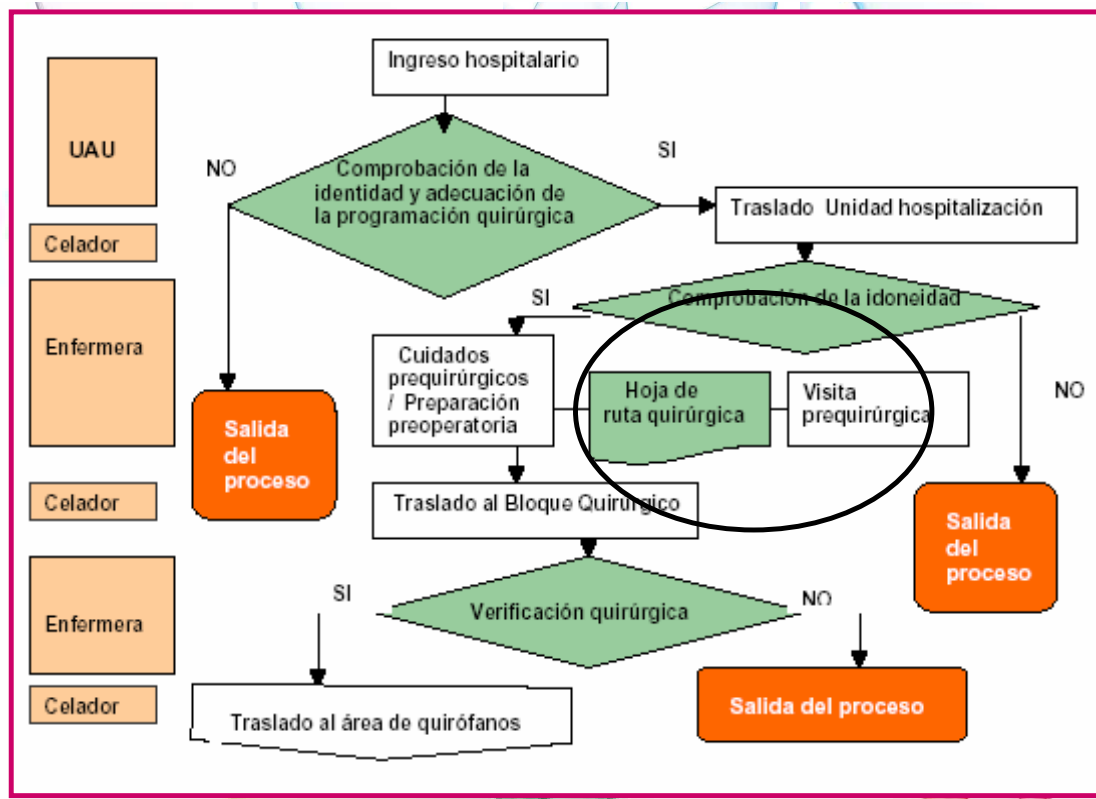 Ingreso hospitalario
UAU
NO
SI
Comprobación de la
identidad y adecuación de
la programación quirúrgica
Traslado Unidad hospitalización
Celador
Comprobación de la idoneidad
SI
Enfermera
Cuidados
prequirúrgicos
/ Preparación
preoperatoria
Hoja de
ruta quirúrgica
Visita
prequirúrgica
NO
Salida
del
proceso
Celador
Traslado al Bloque Quirúrgico
Salida
del
proceso
Enfermera
SI
Verificación quirúrgica
NO
Celador
Traslado al área de quirófanos
Salida del proceso